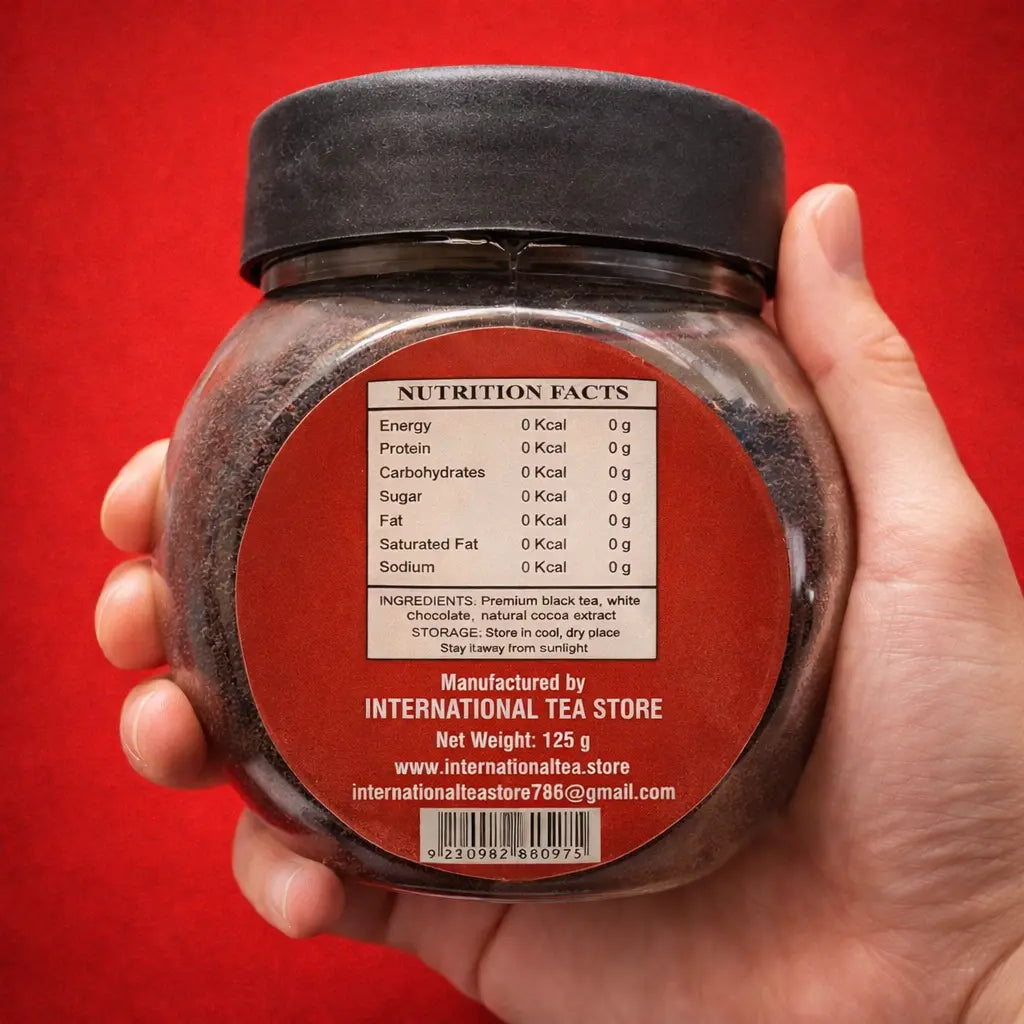 NUTRITION FACTS
Energy 0 Kcal 0 g
Protein 0 Kcal 0 g
Carbohydrates 0 Kcal 0 g
Sugar 0 Kcal 0 g
Fat 0 Kcal 0 g
Saturated Fat 0 Kcal 0 g
Sodium 0 Kcal 0 g
INGREDIENTS. Premium black tea, white
chocolate, natural cocoa extract
STORAGE: Store in cool, dry place
Stay itaway from sunlight
Manufactured by
INTERNATIONAL TEA STORE
Net Weight: 125 g
www.internationaltea.store
internationalteastore786@gmail.com
9 230982 880975